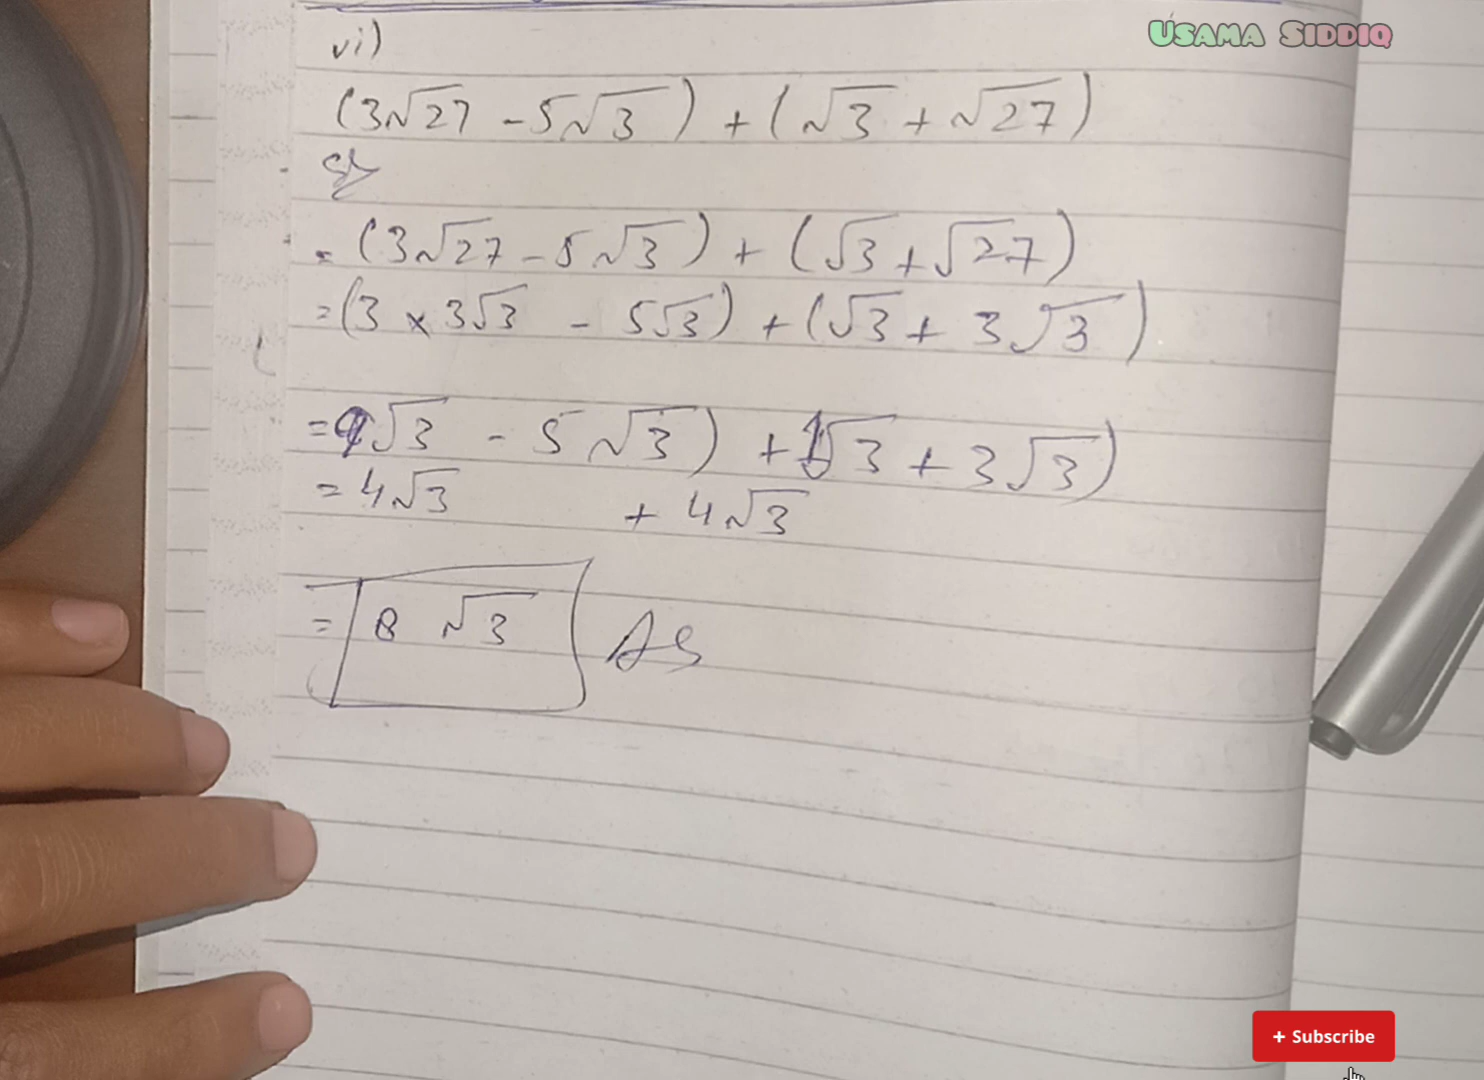 USAMA SIDDIQ
vi)
(3√27 - 5√3) + (√3 + √27)
= (3√27 - 5√3) + (√3 + √27)
= (3 × 3√3 - 5√3) + (√3 + 3√3)
= 9√3 - 5√3) + 1√3 + 3√3)
= 4√3 + 4√3
= 8 √3 As
+ Subscribe